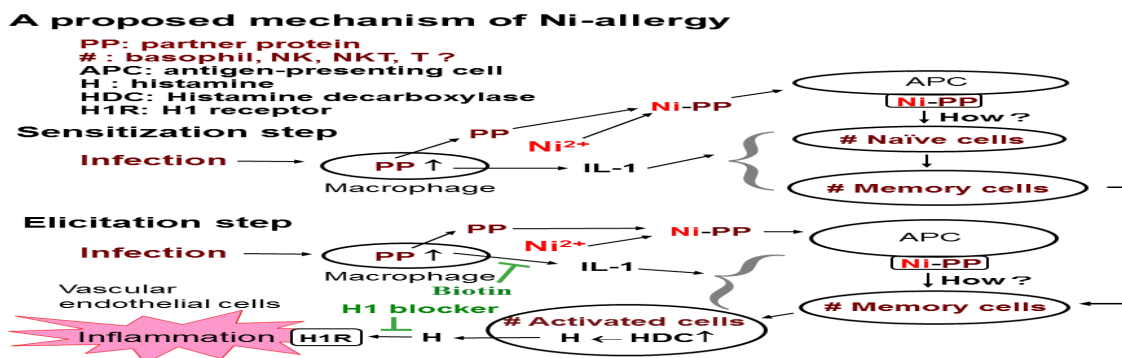 A proposed mechanism of Ni-allergy
PP: partner protein
# : basophil, NK, NKT, T ?
APC: antigen-presenting cell
H : histamine
HDC: Histamine decarboxylase
H1R: H1 receptor
Sensitization step
Infection
PP ↑
Macrophage
PP
Ni2+
Ni-PP
IL-1
APC
Ni-PP
How ?
# Naïve cells
# Memory cells
Elicitation step
Infection
PP ↑
Macrophage
PP
Ni2+
Ni-PP
IL-1
Biotin
APC
Ni-PP
How ?
# Memory cells
Vascular
endothelial cells
H1 blocker
# Activated cells
Inflammation H1R ← H ← H ← HDC↑